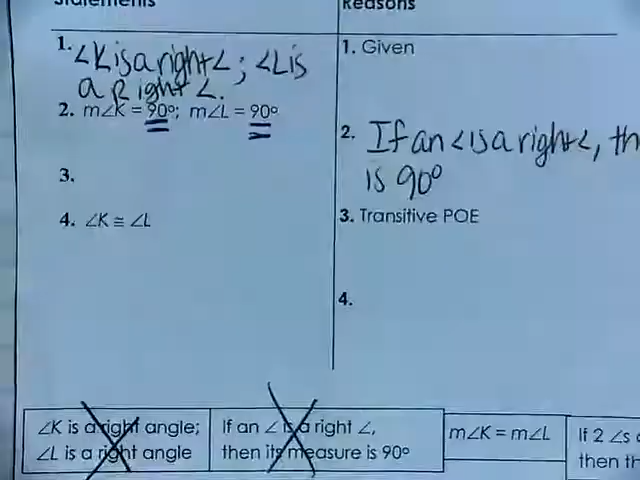 Statements
Reasons
1. ∠K is a right ∠; ∠L is
a Right ∠.
1. Given
2. m∠K = 90°; m∠L = 90°
2. If an ∠ is a right ∠, th
is 90°
3.
3. Transitive POE
4. ∠K ≅ ∠L
4.
∠K is a right angle;
∠L is a right angle
If an ∠ is a right ∠,
then its measure is 90°
m∠K = m∠L
If 2 ∠s
then th